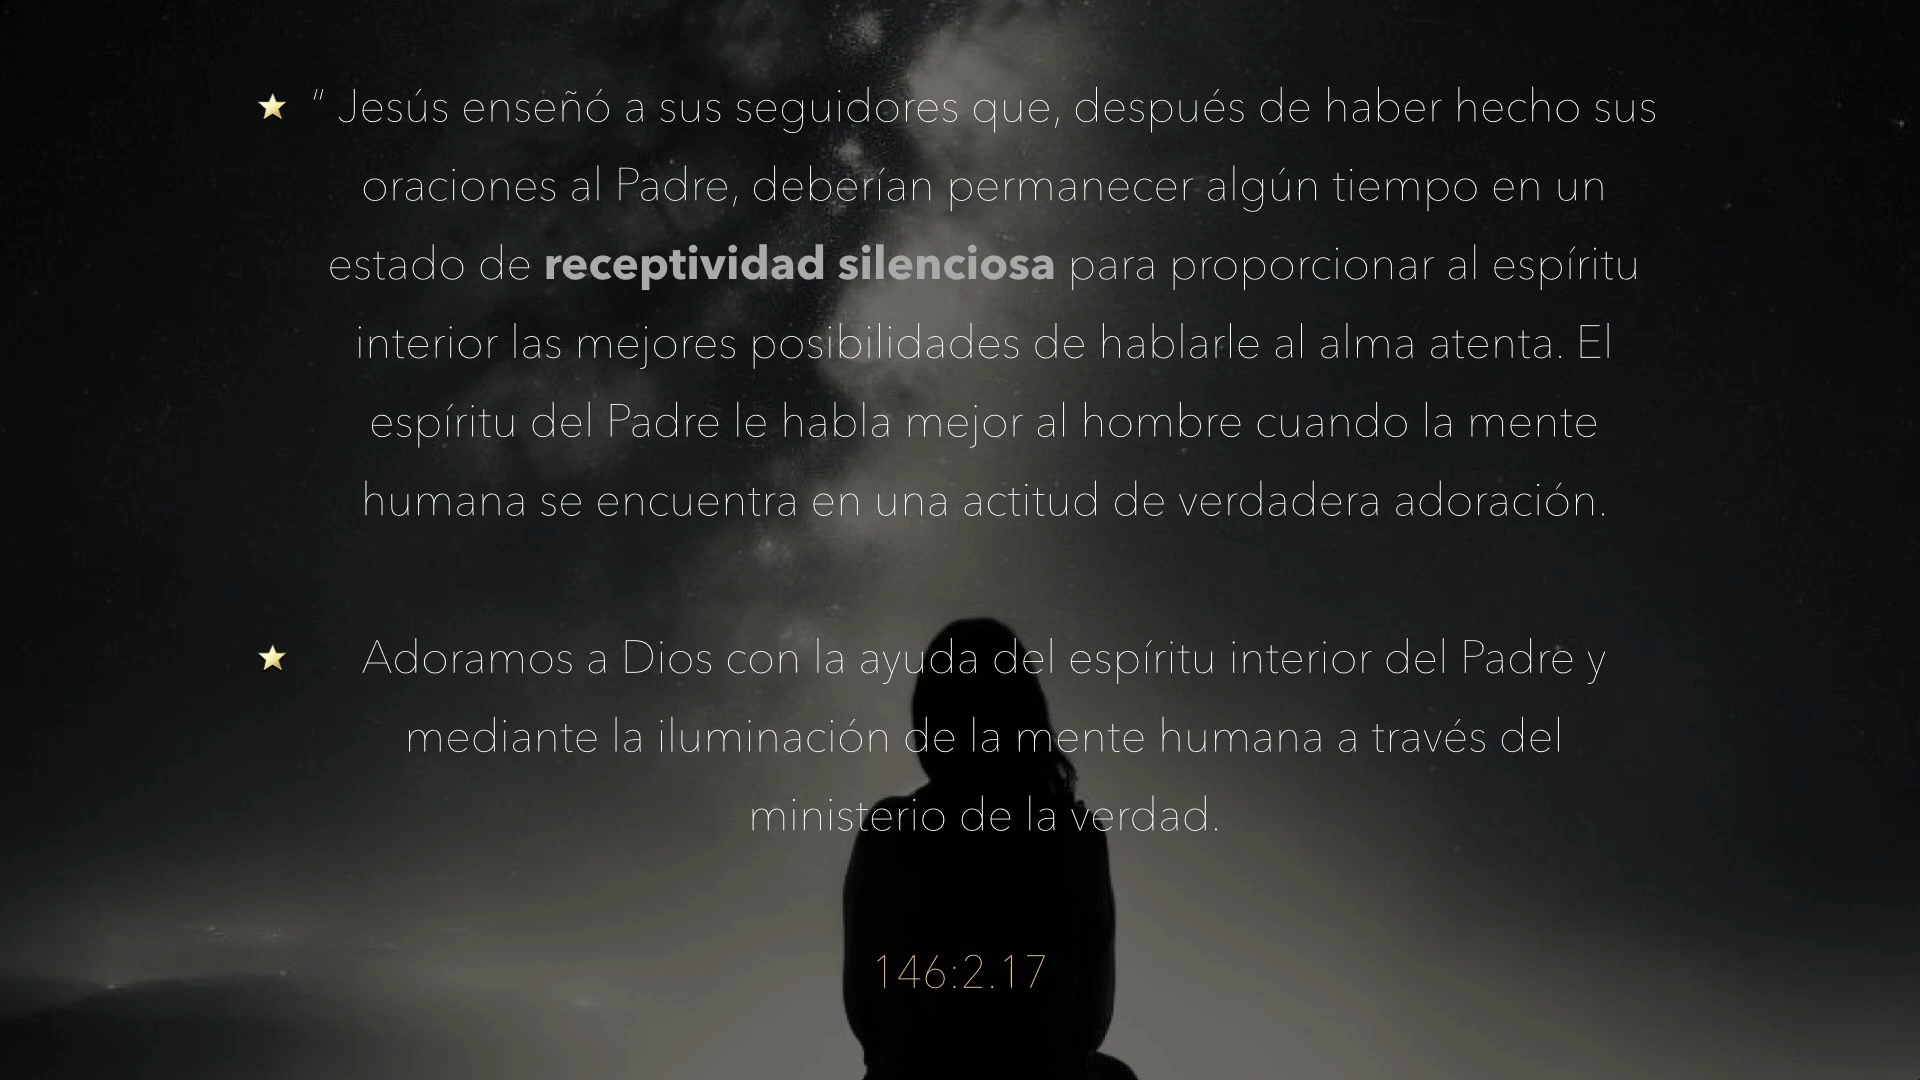 “ Jesús enseñó a sus seguidores que, después de haber hecho sus
oraciones al Padre, deberían permanecer algún tiempo en un
estado de receptividad silenciosa para proporcionar al espíritu
interior las mejores posibilidades de hablarle al alma atenta. El
espíritu del Padre le habla mejor al hombre cuando la mente
humana se encuentra en una actitud de verdadera adoración.
Adoramos a Dios con la ayuda del espíritu interior del Padre y
mediante la iluminación de la mente humana a través del
ministerio de la verdad.
146:2.17